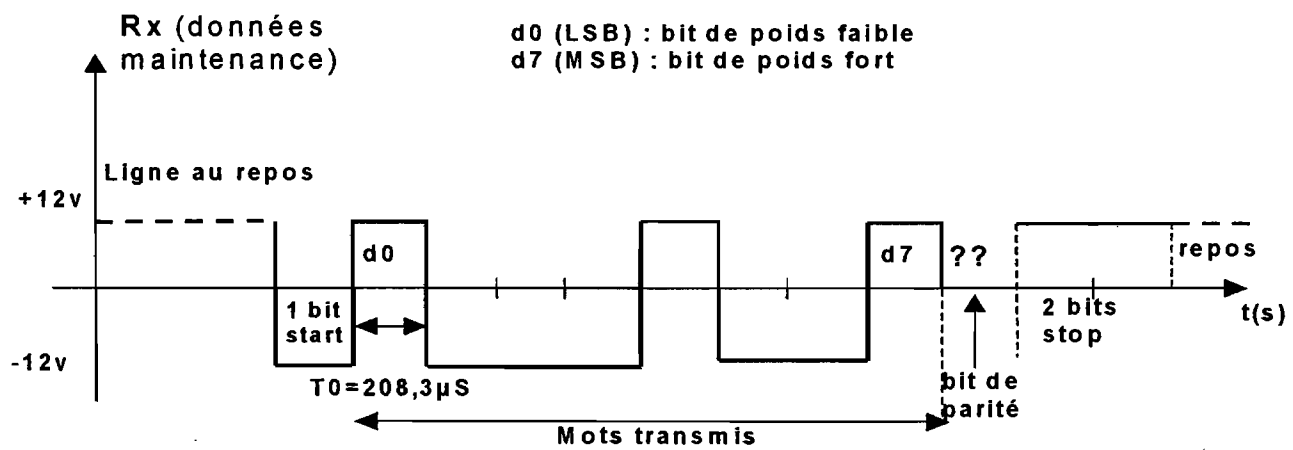 Rx (données
maintenance)
d0 (LSB) : bit de poids faible
d7 (MSB) : bit de poids fort
Ligne au repos
+12v
d0
d7
??
repos
1 bit
start
2 bits
stop
t(s)
-12v
T0=208,3µS
bit de
parité
Mots transmis